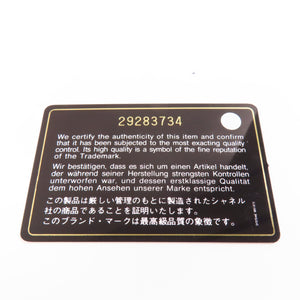 29283734
We certify the authenticity of this item and confirm
that it has been subjected to the most exacting quality
control. Its high quality is a symbol of the fine reputation
of the Trademark.
Wir bestätigen, dass es sich um einen Artikel handelt,
der während seiner Herstellung strengsten Kontrollen
unterworfen war, und dessen erstklassige Qualität
dem hohen Ansehen unserer Marke entspricht.
この製品は厳しい管理のもとに製造されたシャネル
社の商品であることを証明いたします。
このブランド・マークは最高級品質の象徴です。